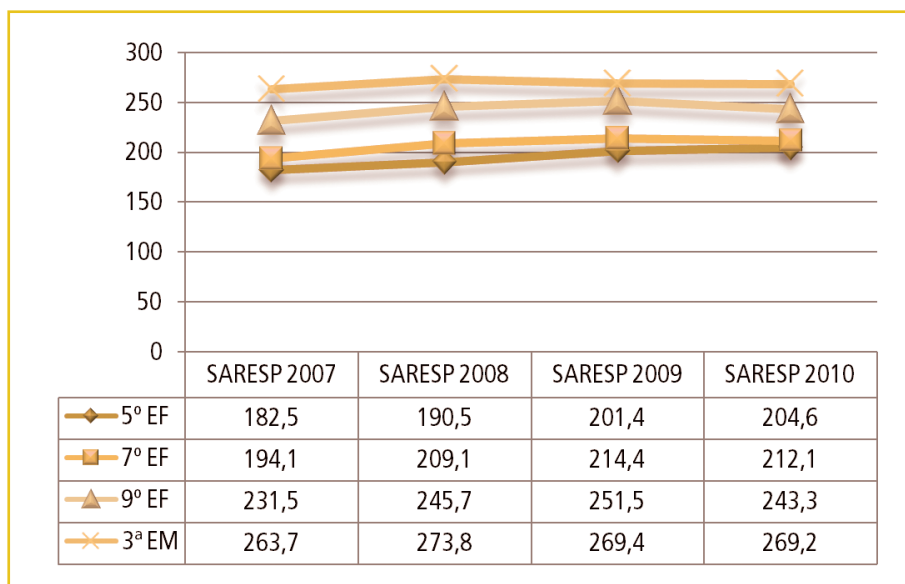 300
250
200
150
100
50
0
SARESP 2007 SARESP 2008 SARESP 2009 SARESP 2010
5º EF 182,5 190,5 201,4 204,6
7º EF 194,1 209,1 214,4 212,1
9º EF 231,5 245,7 251,5 243,3
3ª EM 263,7 273,8 269,4 269,2